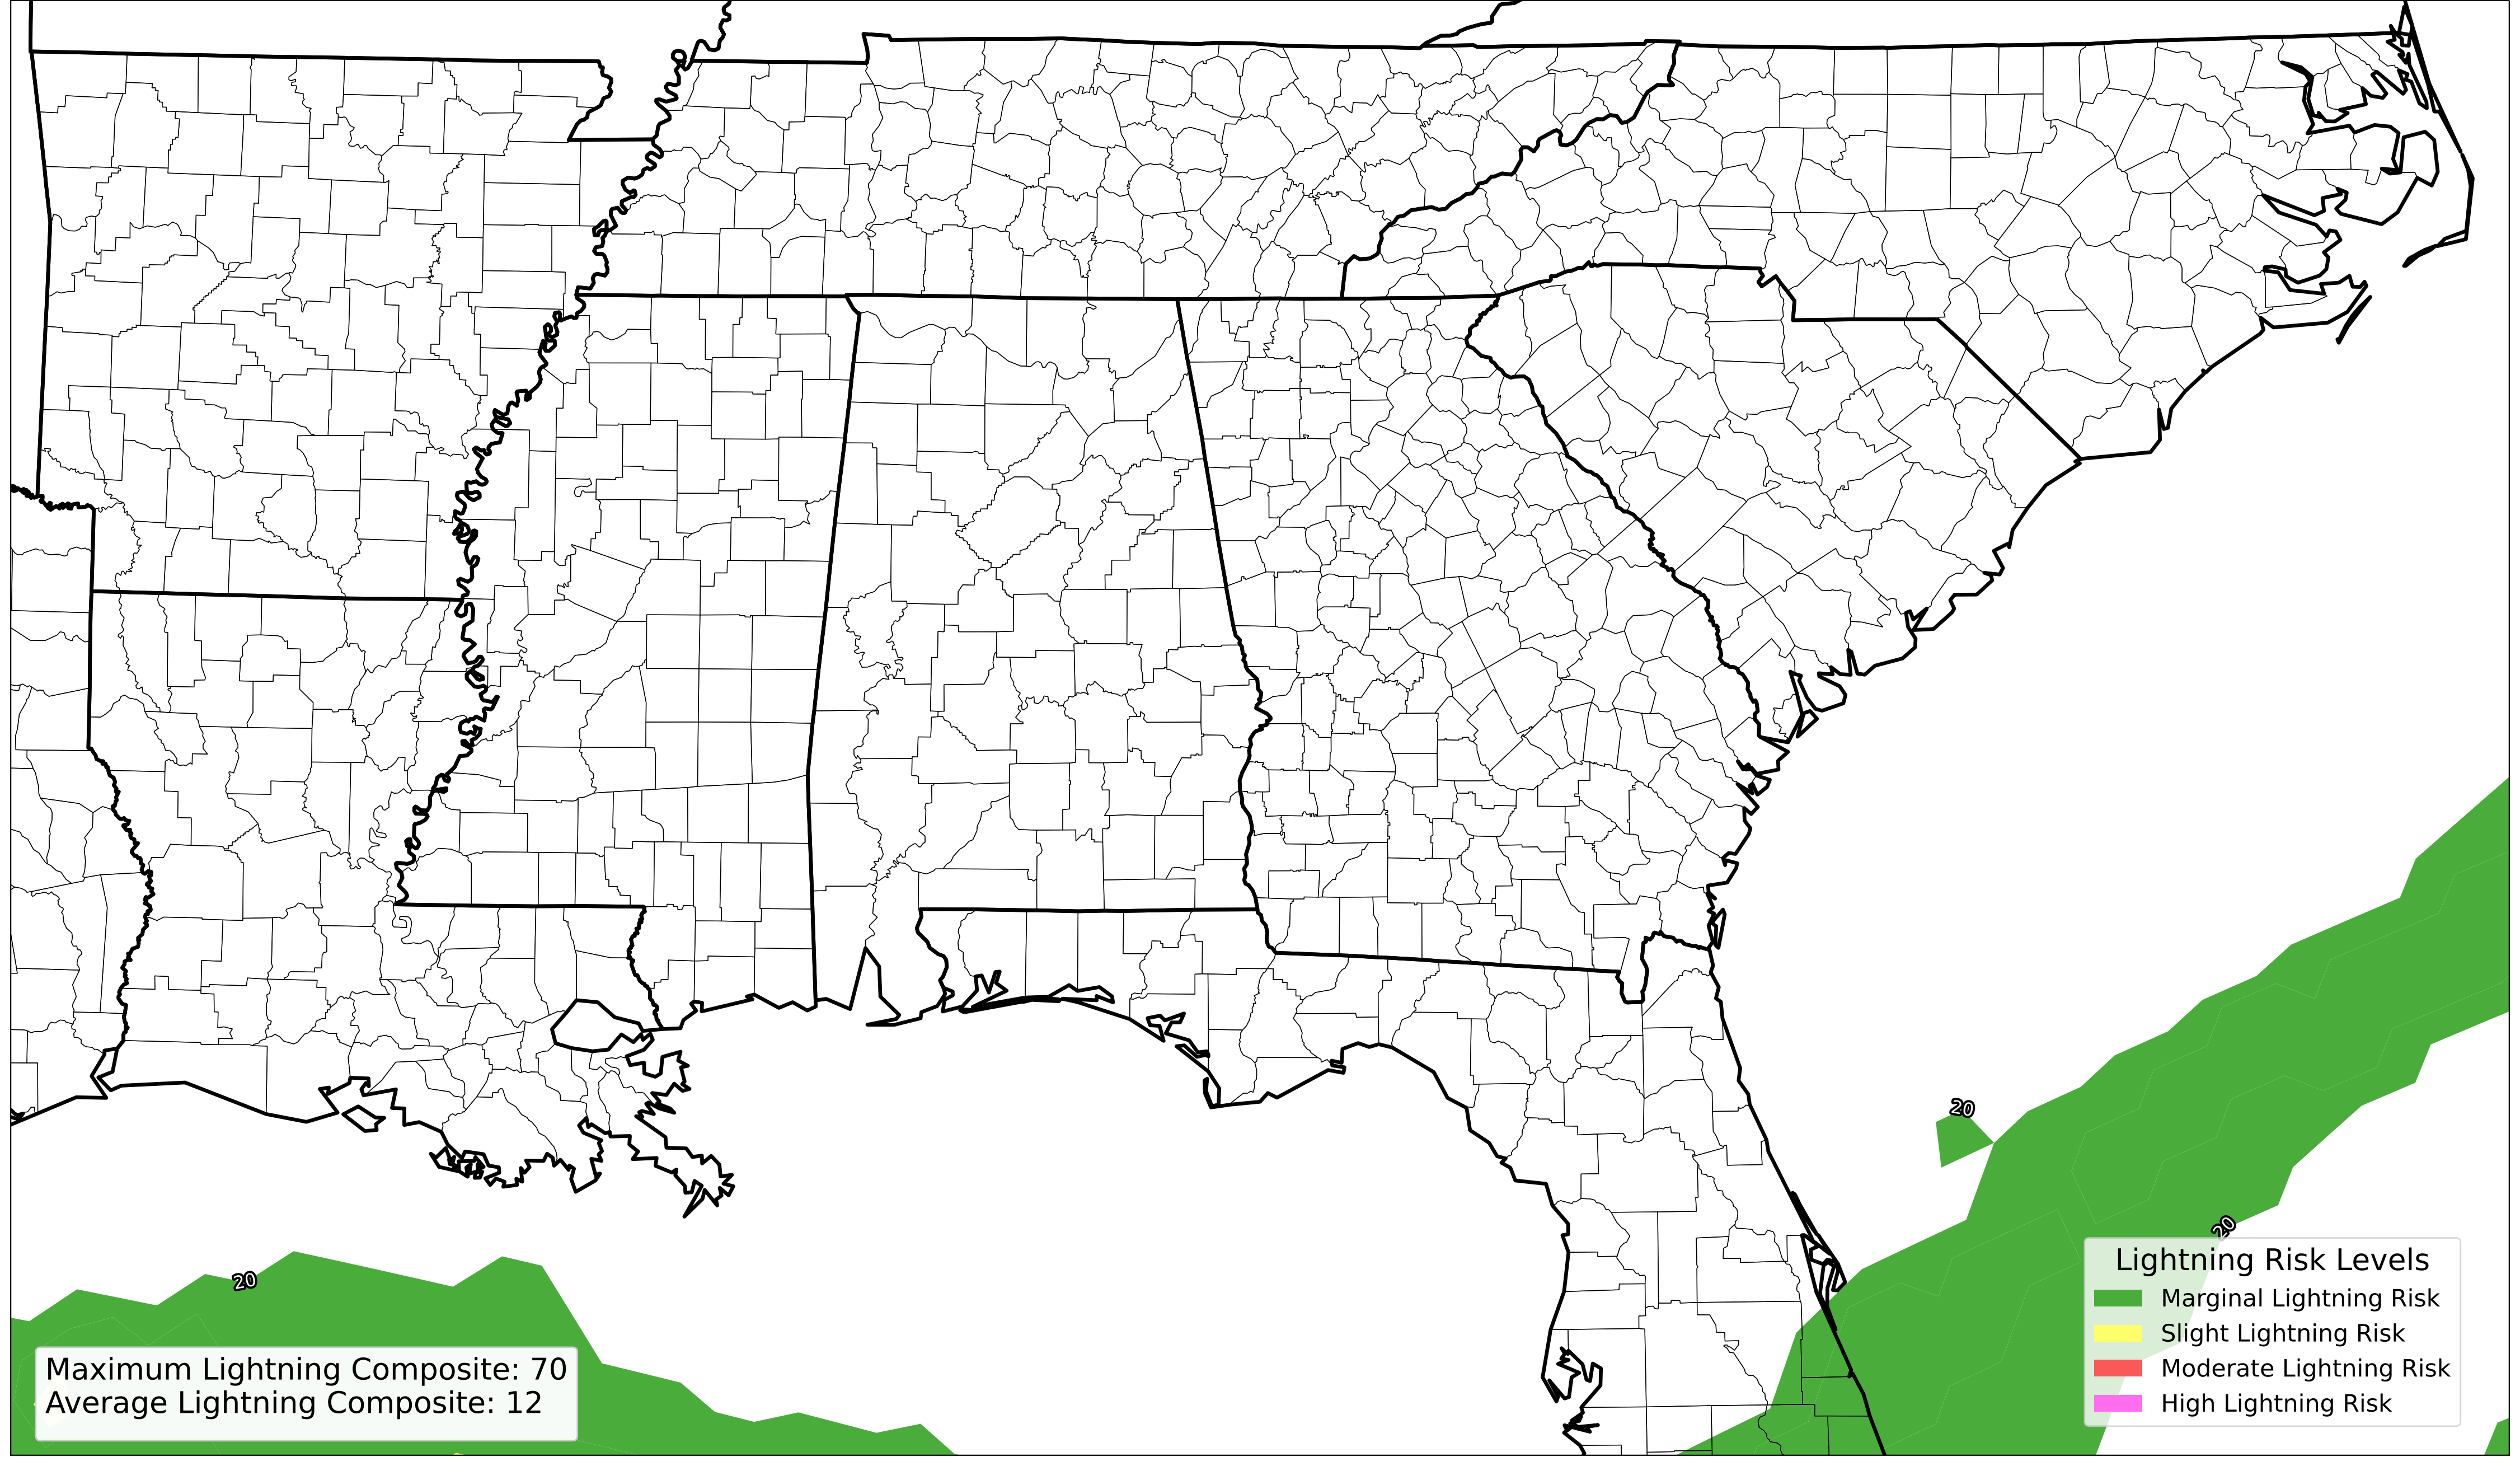 20
20
20
Lightning Risk Levels
Marginal Lightning Risk
Slight Lightning Risk
Moderate Lightning Risk
High Lightning Risk
Maximum Lightning Composite: 70
Average Lightning Composite: 12